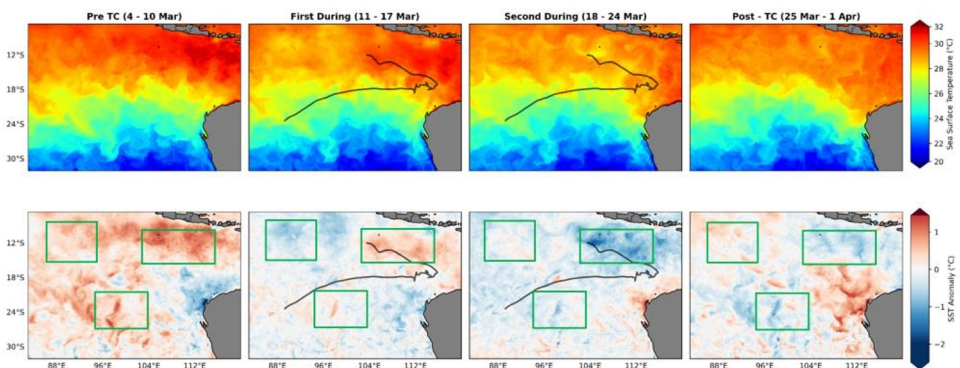 Pre TC (4 - 10 Mar)
First During (11 - 17 Mar)
Second During (18 - 24 Mar)
Post - TC (25 Mar - 1 Apr)
12°S
18°S
24°S
30°S
32
30
28
26
24
22
20
Sea Surface Temperature (°C)
12°S
18°S
24°S
30°S
1
0
−1
−2
SST Anomaly (°C)
88°E 96°E 104°E 112°E
88°E 96°E 104°E 112°E
88°E 96°E 104°E 112°E
88°E 96°E 104°E 112°E